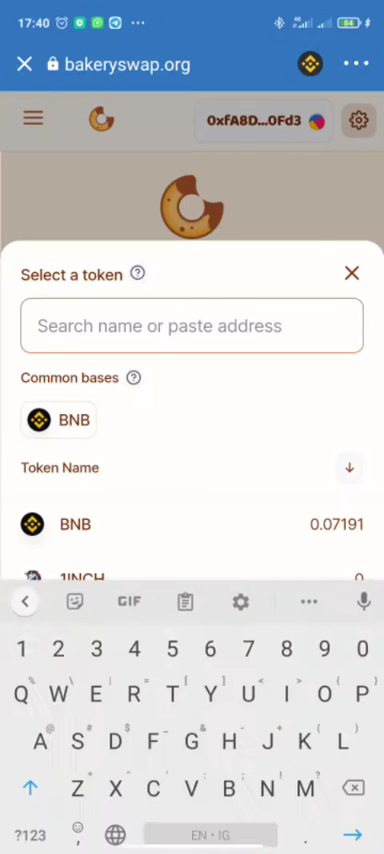 17:40
84
bakeryswap.org
0xfA8D...0Fd3
Select a token
Search name or paste address
Common bases
BNB
Token Name
BNB 0.07191
1INCH 0
GIF
1 2 3 4 5 6 7 8 9 0
Q W E R T Y U I O P
A S D F G H J K L
Z X C V B N M
?123 , EN • IG .